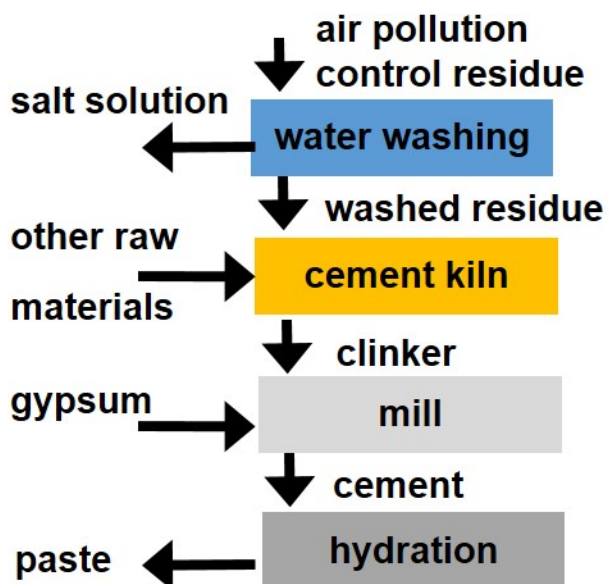 air pollution
control residue
salt solution
water washing
washed residue
other raw
materials
cement kiln
clinker
gypsum
mill
cement
hydration
paste